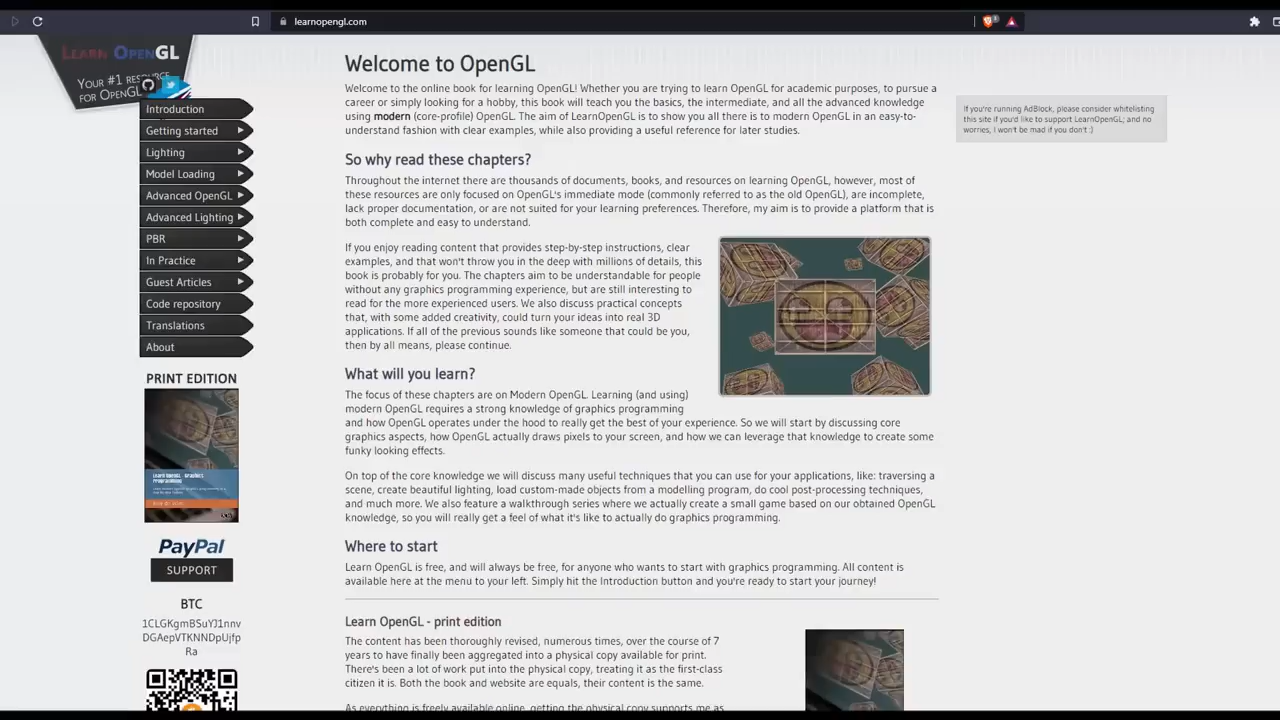 learnopengl.com
LEARN OPENGL
YOUR #1 RESOURCE
FOR OPENGL
Introduction
Getting started
Lighting
Model Loading
Advanced OpenGL
Advanced Lighting
PBR
In Practice
Guest Articles
Code repository
Translations
About
PRINT EDITION
Learn OpenGL - Graphics
Programming
PayPal
SUPPORT
BTC
1CLGKgmBSuYJ1nnv
DGAepVTKNNDpUjfp
Ra
Welcome to OpenGL
Welcome to the online book for learning OpenGL! Whether you are trying to learn OpenGL for academic purposes, to pursue a
career or simply looking for a hobby, this book will teach you the basics, the intermediate, and all the advanced knowledge
using modern (core-profile) OpenGL. The aim of LearnOpenGL is to show you all there is to modern OpenGL in an easy-to-
understand fashion with clear examples, while also providing a useful reference for later studies.
So why read these chapters?
Throughout the internet there are thousands of documents, books, and resources on learning OpenGL, however, most of
these resources are only focused on OpenGL's immediate mode (commonly referred to as the old OpenGL), are incomplete,
lack proper documentation, or are not suited for your learning preferences. Therefore, my aim is to provide a platform that is
both complete and easy to understand.
If you enjoy reading content that provides step-by-step instructions, clear
examples, and that won't throw you in the deep with millions of details, this
book is probably for you. The chapters aim to be understandable for people
without any graphics programming experience, but are still interesting to
read for the more experienced users. We also discuss practical concepts
that, with some added creativity, could turn your ideas into real 3D
applications. If all of the previous sounds like someone that could be you,
then by all means, please continue.
What will you learn?
The focus of these chapters are on Modern OpenGL. Learning (and using)
modern OpenGL requires a strong knowledge of graphics programming
and how OpenGL operates under the hood to really get the best of your experience. So we will start by discussing core
graphics aspects, how OpenGL actually draws pixels to your screen, and how we can leverage that knowledge to create some
funky looking effects.
On top of the core knowledge we will discuss many useful techniques that you can use for your applications, like: traversing a
scene, create beautiful lighting, load custom-made objects from a modelling program, do cool post-processing techniques,
and much more. We also feature a walkthrough series where we actually create a small game based on our obtained OpenGL
knowledge, so you will really get a feel of what it's like to actually do graphics programming.
Where to start
Learn OpenGL is free, and will always be free, for anyone who wants to start with graphics programming. All content is
available here at the menu to your left. Simply hit the Introduction button and you're ready to start your journey!
Learn OpenGL - print edition
The content has been thoroughly revised, numerous times, over the course of 7
years to have finally been aggregated into a physical copy available for print.
There's been a lot of work put into the physical copy, treating it as the first-class
citizen it is. Both the book and website are equals, their content is the same.
As everything is freely available online, getting the physical copy supports me as
If you're running AdBlock, please consider whitelisting
this site if you'd like to support LearnOpenGL; and no
worries, I won't be mad if you don't :)